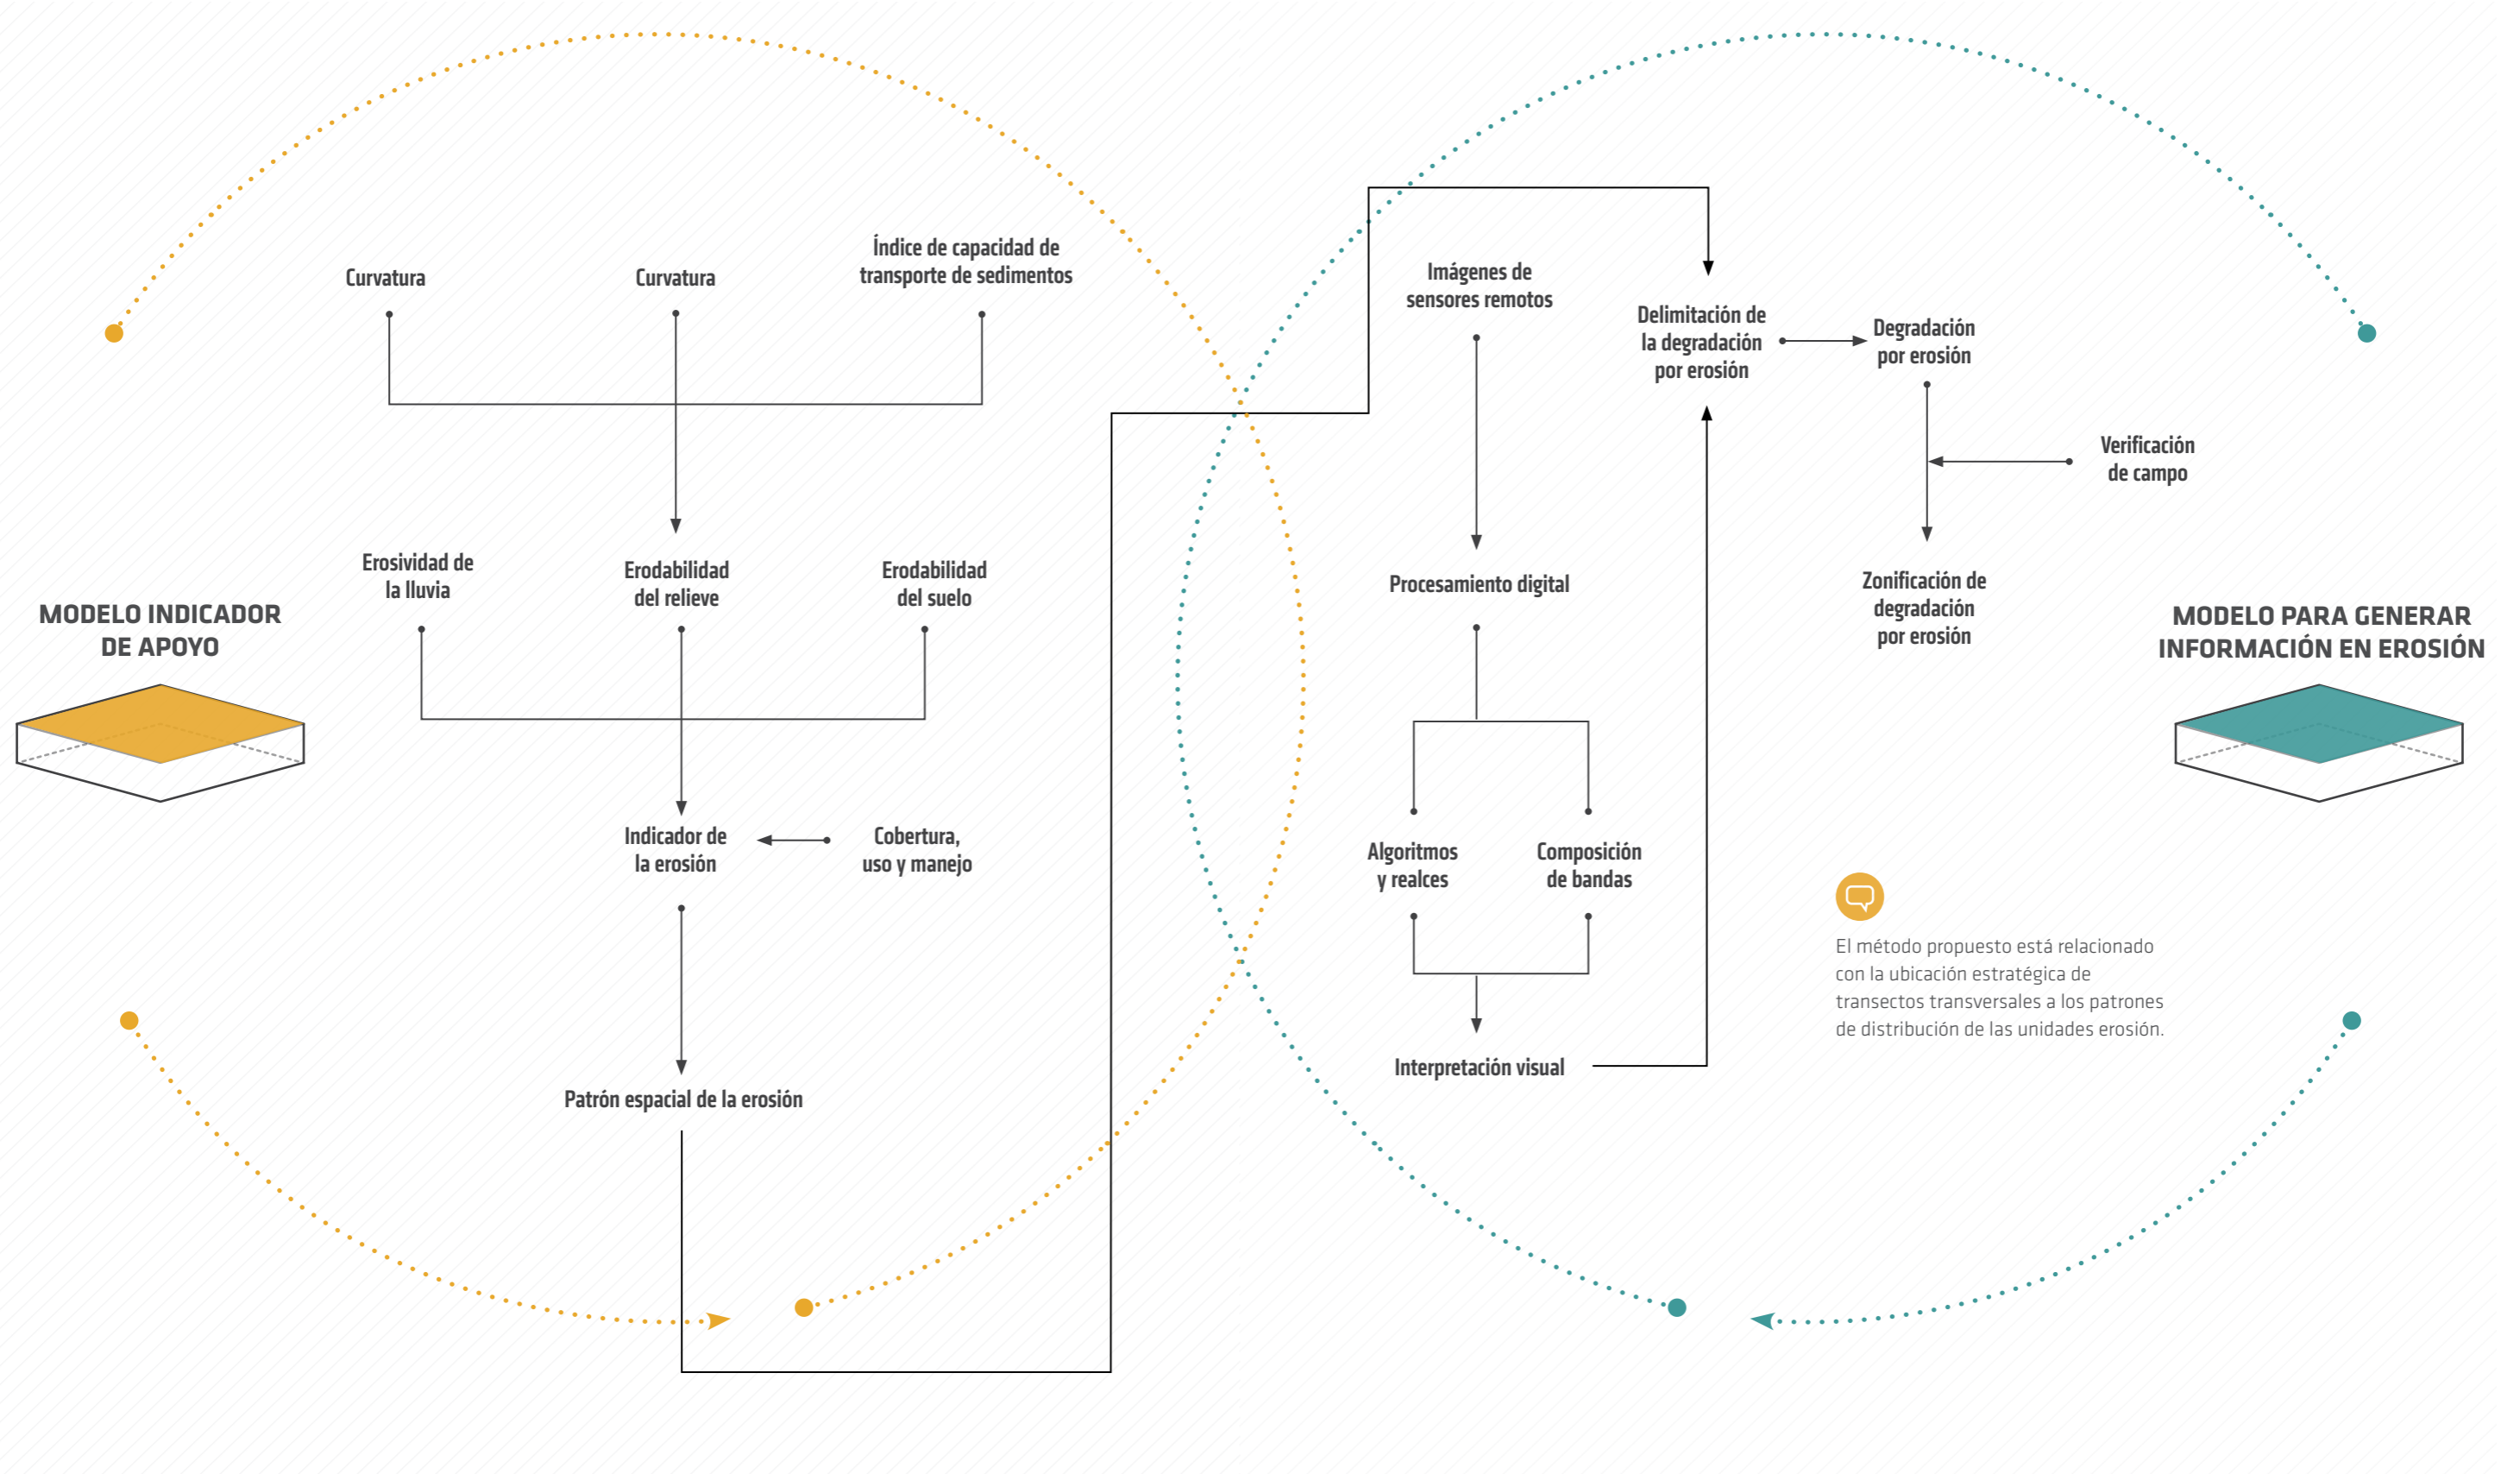 MODELO INDICADOR
DE APOYO
Curvatura
Curvatura
Índice de capacidad de
transporte de sedimentos
Erosividad de
la lluvia
Erodabilidad
del relieve
Erodabilidad
del suelo
Indicador de
la erosión
Cobertura,
uso y manejo
Patrón espacial de la erosión
Imágenes de
sensores remotos
Procesamiento digital
Algoritmos
y realces
Composición
de bandas
Interpretación visual
Delimitación de
la degradación
por erosión
Degradación
por erosión
Verificación
de campo
Zonificación de
degradación
por erosión
MODELO PARA GENERAR
INFORMACIÓN EN EROSIÓN
El método propuesto está relacionado
con la ubicación estratégica de
transectos transversales a los patrones
de distribución de las unidades erosión.